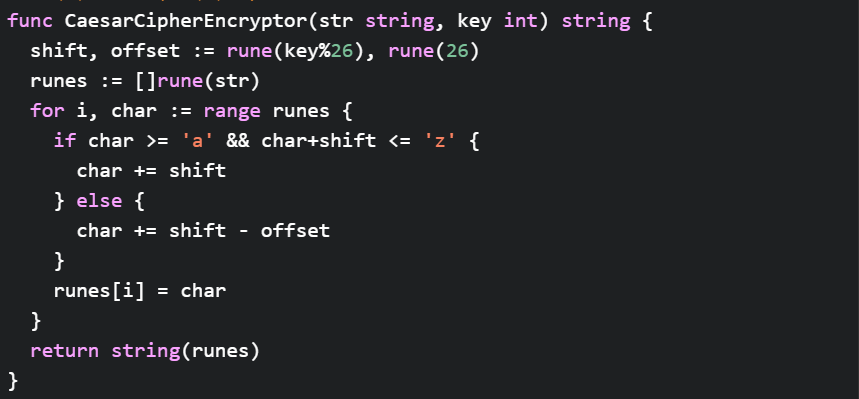 func CaesarCipherEncryptor(str string, key int) string {
  shift, offset := rune(key%26), rune(26)
  runes := []rune(str)
  for i, char := range runes {
    if char >= 'a' && char+shift <= 'z' {
      char += shift
    } else {
      char += shift - offset
    }
    runes[i] = char
  }
  return string(runes)
}